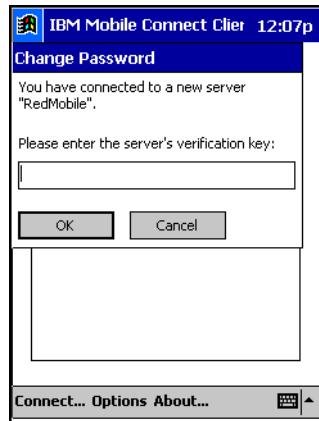 IBM Mobile Connect Clier 12:07p
Change Password
You have connected to a new server
"RedMobile".
Please enter the server's verification key:
OK Cancel
Connect... Options About...